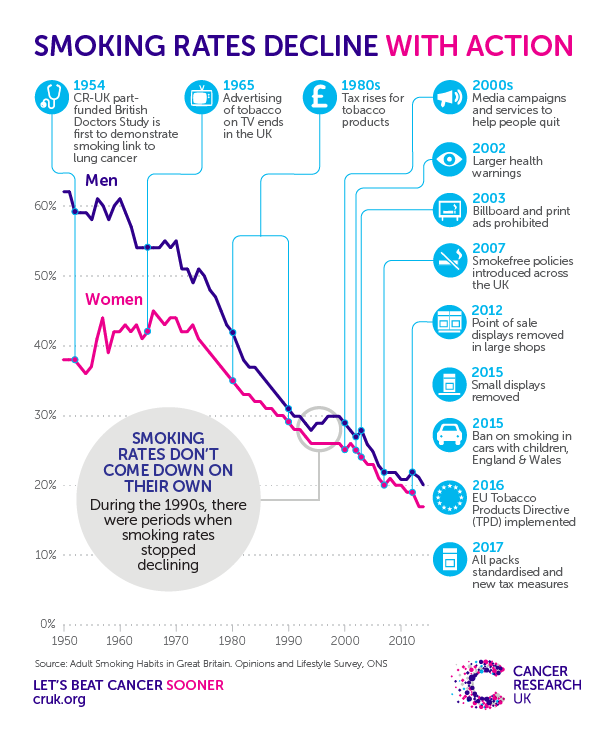 SMOKING RATES DECLINE WITH ACTION
1954
CR-UK part-
funded British
Doctors Study is
first to demonstrate
smoking link to
lung cancer
1965
Advertising
of tobacco
on TV ends
in the UK
1980s
Tax rises for
tobacco
products
2000s
Media campaigns
and services to
help people quit
2002
Larger health
warnings
2003
Billboard and print
ads prohibited
2007
Smokefree policies
introduced across
the UK
2012
Point of sale
displays removed
in large shops
2015
Small displays
removed
2015
Ban on smoking in
cars with children,
England & Wales
2016
EU Tobacco
Products Directive
(TPD) implemented
2017
All packs
standardised and
new tax measures
£
Men
Women
60%
50%
40%
30%
20%
10%
0%
SMOKING
RATES DON'T
COME DOWN ON
THEIR OWN
During the 1990s, there
were periods when
smoking rates
stopped
declining
1950
1960
1970
1980
1990
2000
2010
Source: Adult Smoking Habits in Great Britain. Opinions and Lifestyle Survey, ONS
LET'S BEAT CANCER SOONER
cruk.org
CANCER
RESEARCH
UK